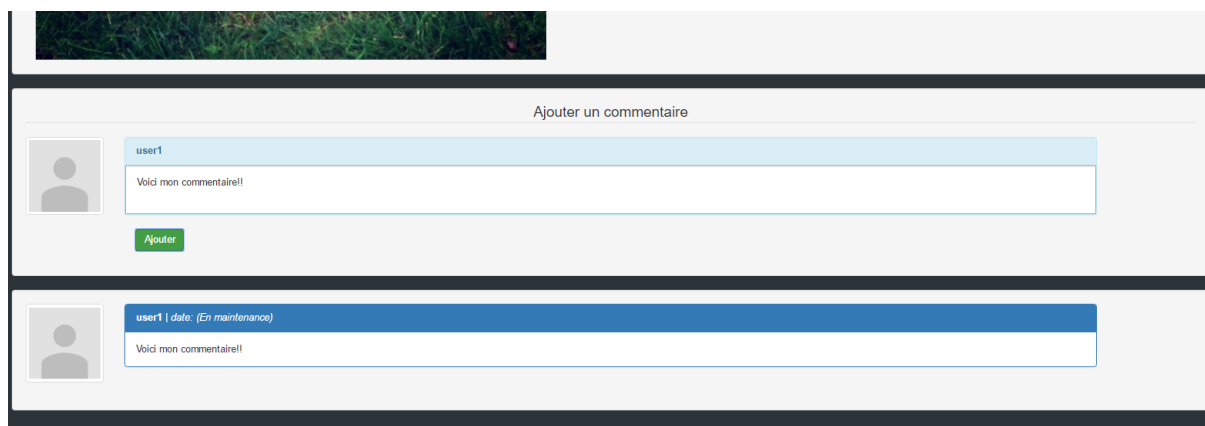 Ajouter un commentaire
user1
Voici mon commentaire!!
Ajouter
user1 | date: (En maintenance)
Voici mon commentaire!!